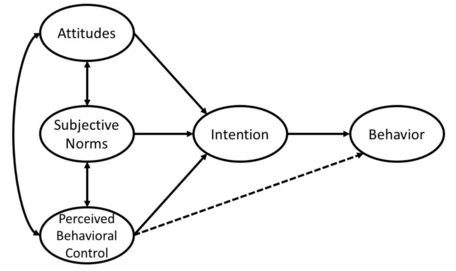 Attitudes
Subjective
Norms
Perceived
Behavioral
Control
Intention
Behavior